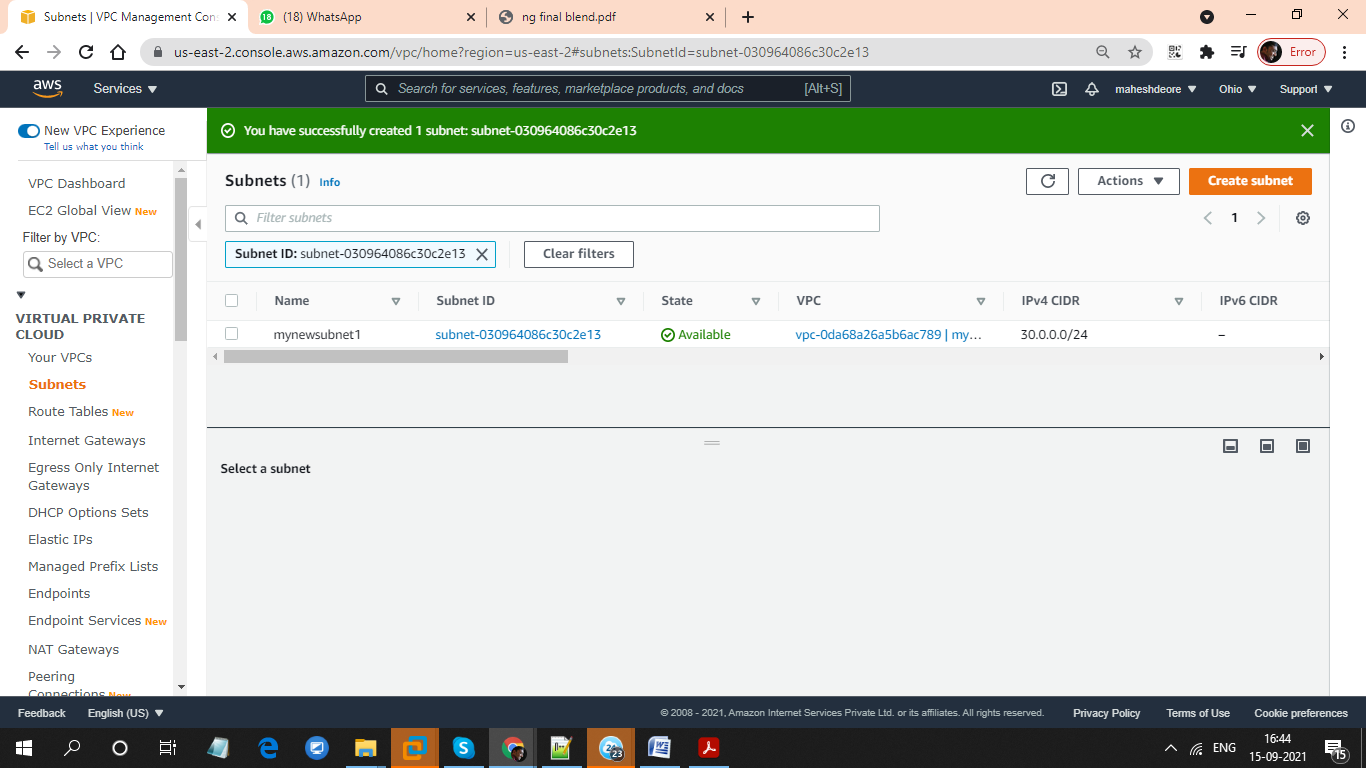 Subnets | VPC Management Con
(18) WhatsApp
ng final blend.pdf
us-east-2.console.aws.amazon.com/vpc/home?region=us-east-2#subnets:SubnetId=subnet-030964086c30c2e13
Error
aws
Services
Search for services, features, marketplace products, and docs
[Alt+S]
maheshdeore
Ohio
Support
New VPC Experience
Tell us what you think
VPC Dashboard
EC2 Global View New
Filter by VPC:
Select a VPC
VIRTUAL PRIVATE
CLOUD
Your VPCs
Subnets
Route Tables New
Internet Gateways
Egress Only Internet
Gateways
DHCP Options Sets
Elastic IPs
Managed Prefix Lists
Endpoints
Endpoint Services New
NAT Gateways
Peering
Connections New
You have successfully created 1 subnet: subnet-030964086c30c2e13
Subnets (1) Info
Actions
Create subnet
Filter subnets
1
Subnet ID: subnet-030964086c30c2e13
Clear filters
Name Subnet ID State VPC IPv4 CIDR IPv6 CIDR
mynewsubnet1 subnet-030964086c30c2e13 Available vpc-0da68a26a5b6ac789 | my… 30.0.0.0/24 –
Select a subnet
Feedback
English (US)
© 2008 - 2021, Amazon Internet Services Private Ltd. or its affiliates. All rights reserved.
Privacy Policy
Terms of Use
Cookie preferences
ENG
16:44
15-09-2021
15